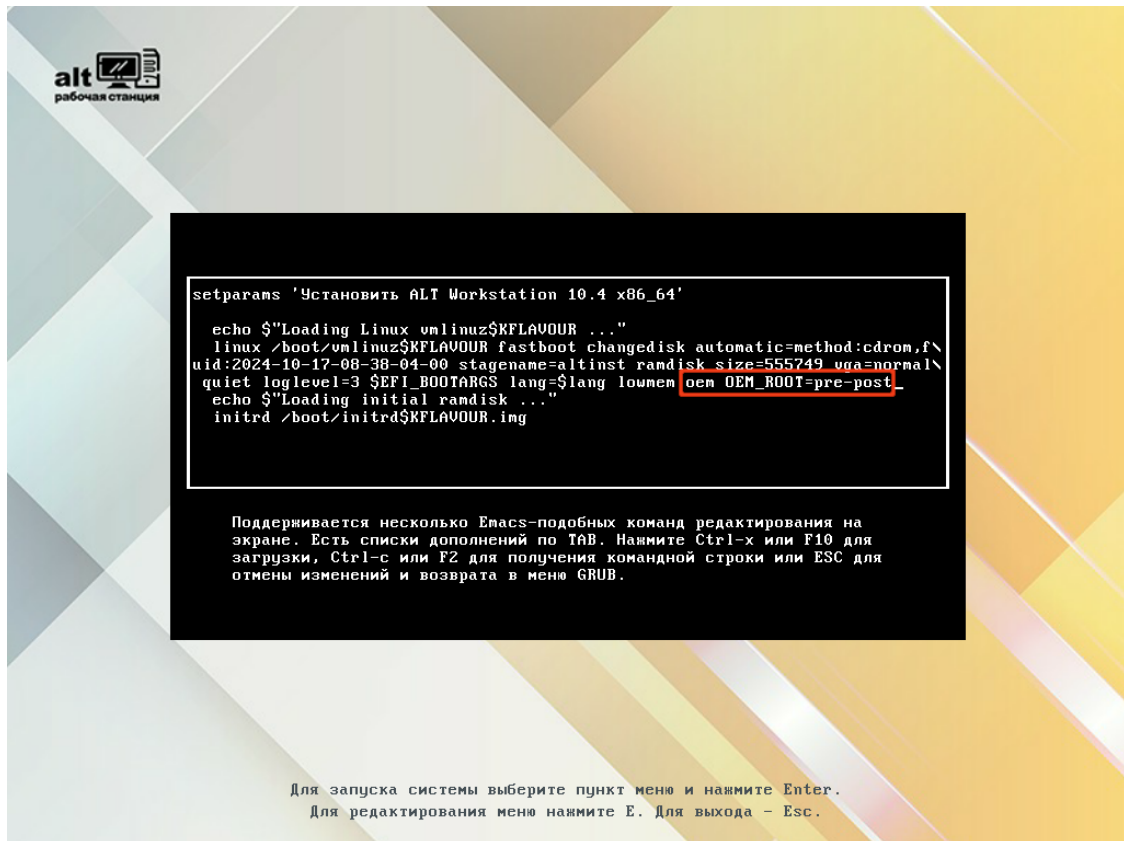 alt
рабочая станция
setparams 'Установить ALT Workstation 10.4 x86_64'
echo $"Loading Linux vmlinuz$KFLAVOUR ..."
linux /boot/vmlinuz$KFLAVOUR fastboot changedisk automatic=method:cdrom,f\
uid:2024-10-17-08-38-04-00 stagename=altinst ramdisk_size=555749 vga=normal\
quiet loglevel=3 $EFI_BOOTARGS lang=$lang lowmem oem OEM_ROOT=pre-post_
echo $"Loading initial ramdisk ..."
initrd /boot/initrd$KFLAVOUR.img
Поддерживается несколько Emacs-подобных команд редактирования на
экране. Есть списки дополнений по TAB. Нажмите Ctrl-x или F10 для
загрузки, Ctrl-c или F2 для получения командной строки или ESC для
отмены изменений и возврата в меню GRUB.
Для запуска системы выберите пункт меню и нажмите Enter.
Для редактирования меню нажмите E. Для выхода - Esc.